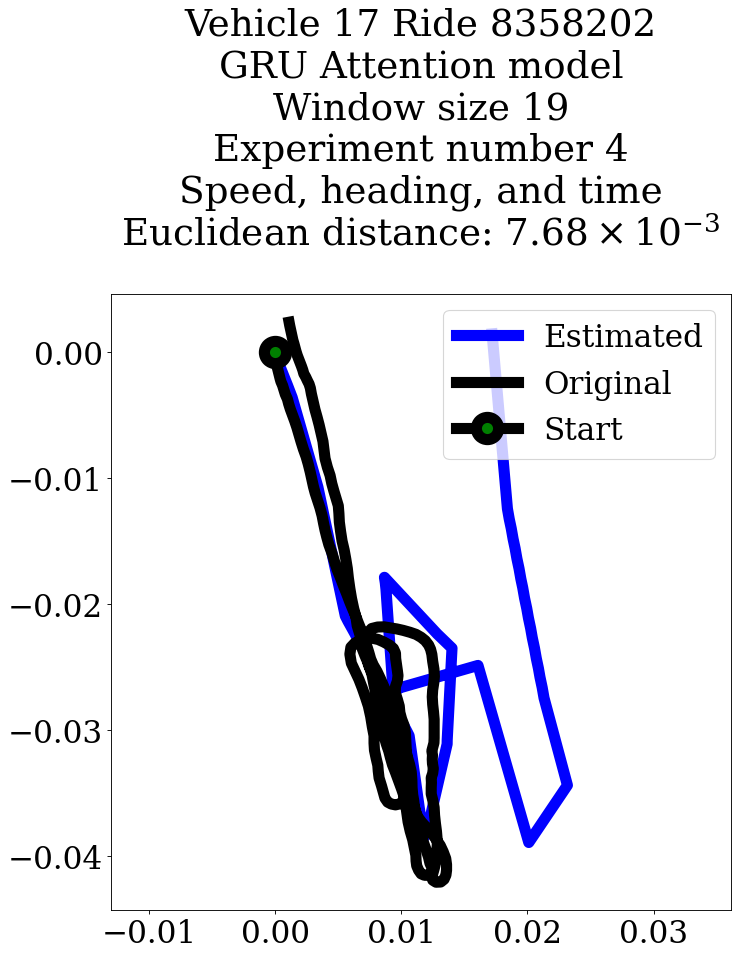 Vehicle 17 Ride 8358202
GRU Attention model
Window size 19
Experiment number 4
Speed, heading, and time
Euclidean distance: 7.68 × 10⁻³
Estimated
Original
Start
0.00
−0.01
−0.02
−0.03
−0.04
−0.01 0.00 0.01 0.02 0.03